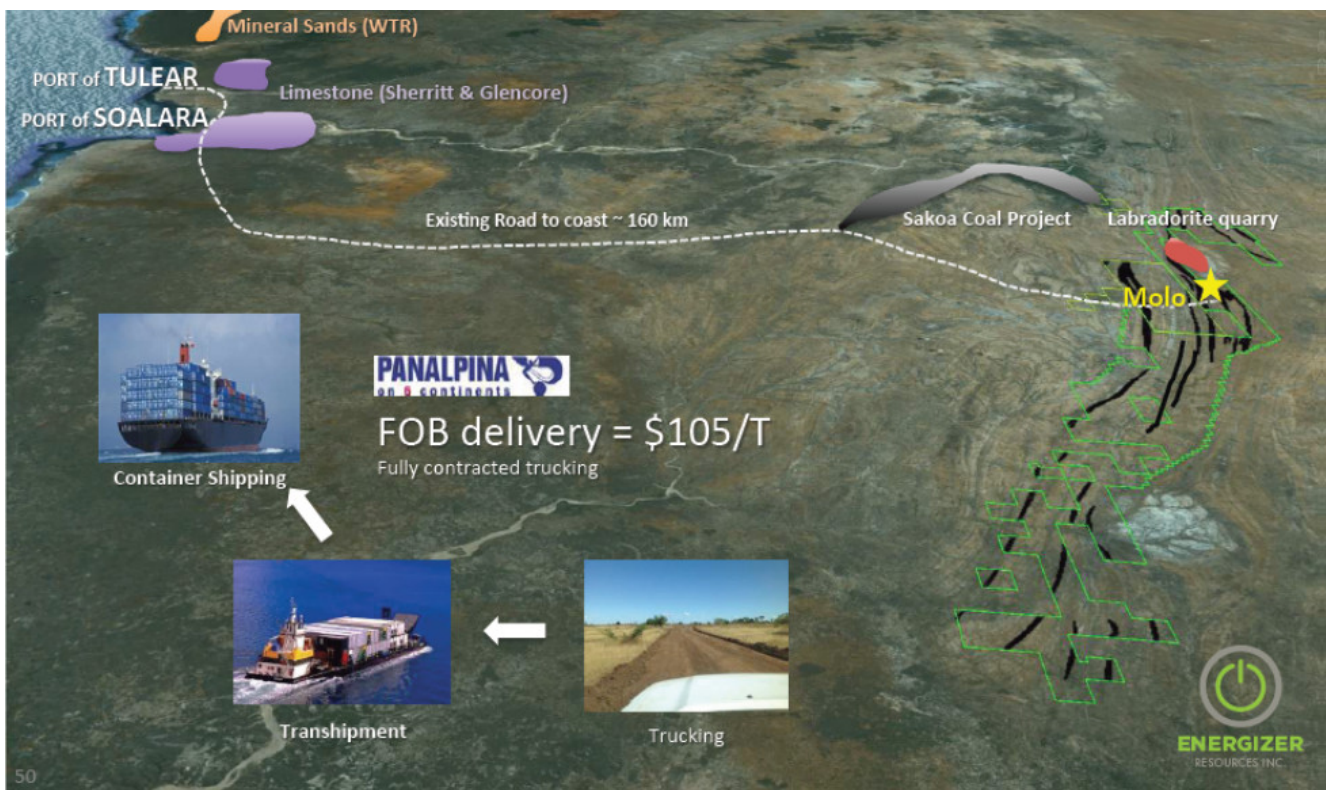 Mineral Sands (WTR)
PORT of TULEAR
Limestone (Sherritt & Glencore)
PORT of SOALARA
Existing Road to coast ~ 160 km
Sakoa Coal Project
Labradorite quarry
Molo
PANALPINA
on 6 continents
FOB delivery = $105/T
Fully contracted trucking
Container Shipping
Transhipment
Trucking
ENERGIZER
RESOURCES INC.
50